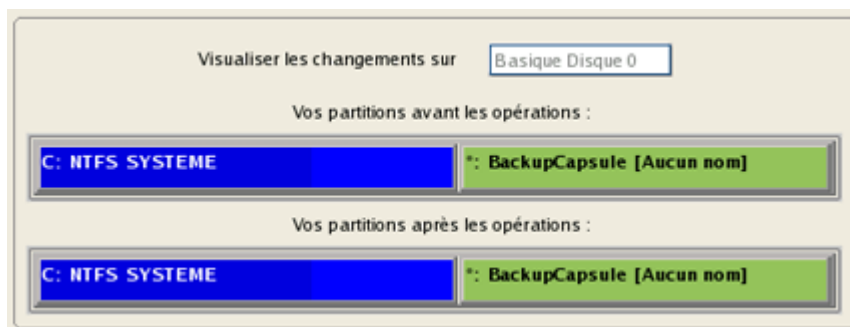 Visualiser les changements sur Basique Disque 0
Vos partitions avant les opérations :
C: NTFS SYSTEME *: BackupCapsule [Aucun nom]
Vos partitions après les opérations :
C: NTFS SYSTEME *: BackupCapsule [Aucun nom]